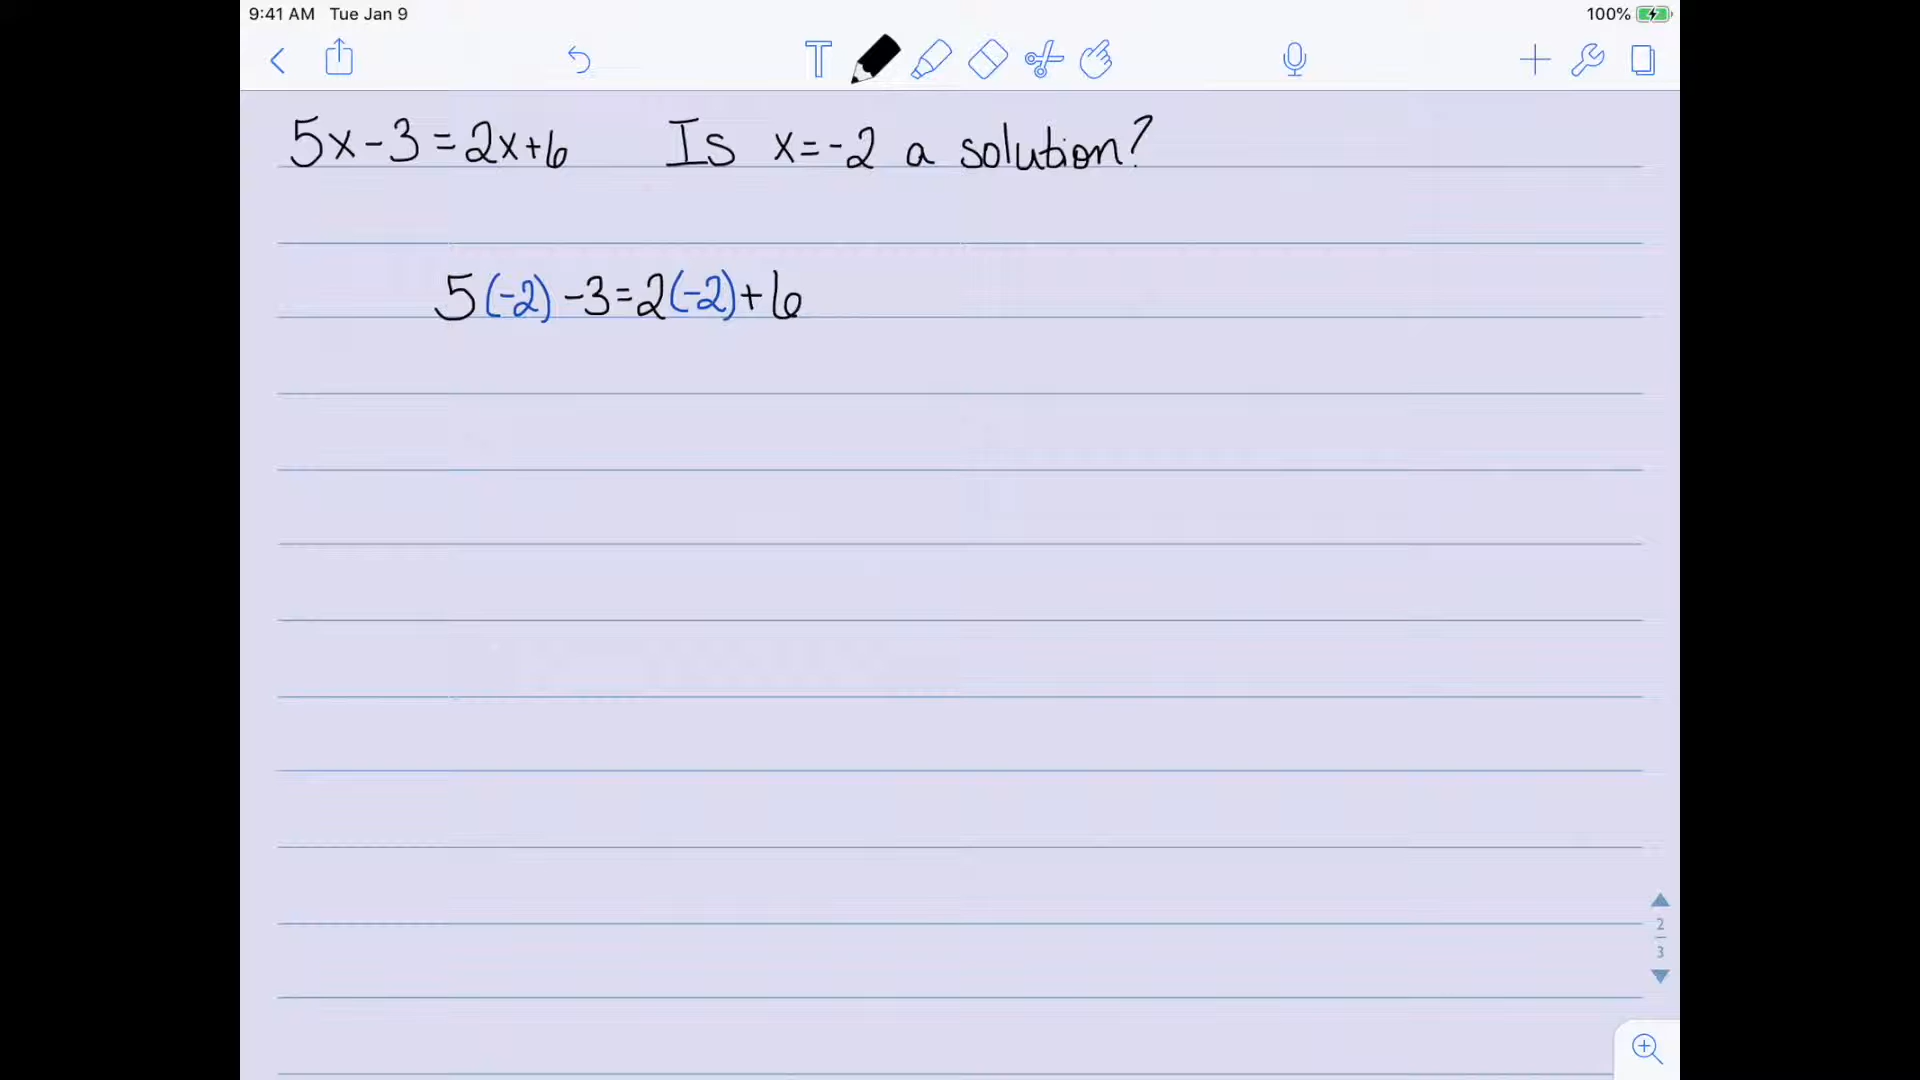 9:41 AM Tue Jan 9 100%
T
5x-3=2x+6 Is x=-2 a solution?
5(-2)-3=2(-2)+6
2
3